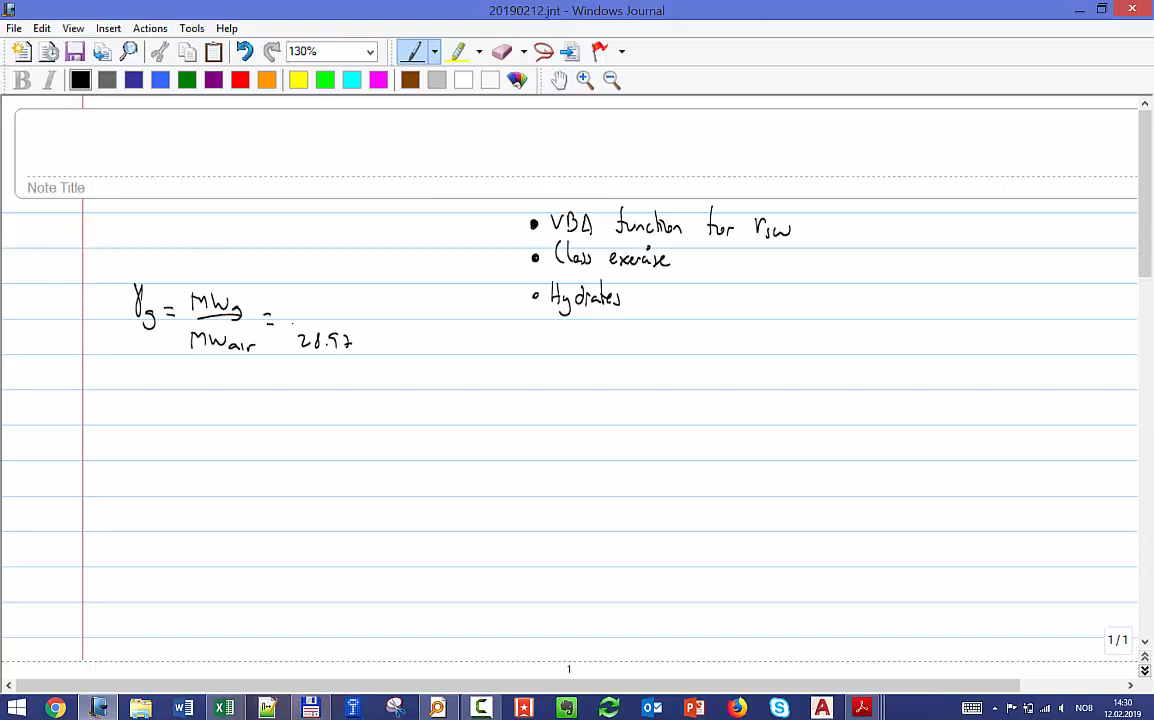 20190212.jnt - Windows Journal
File Edit View Insert Actions Tools Help
130%
B I
Note Title
• VBA function for rsw
• Class exercise
• Hydrates
γg = MWg / MWair = / 28.97
1 / 1
1
NOB
14:30
12.02.2019